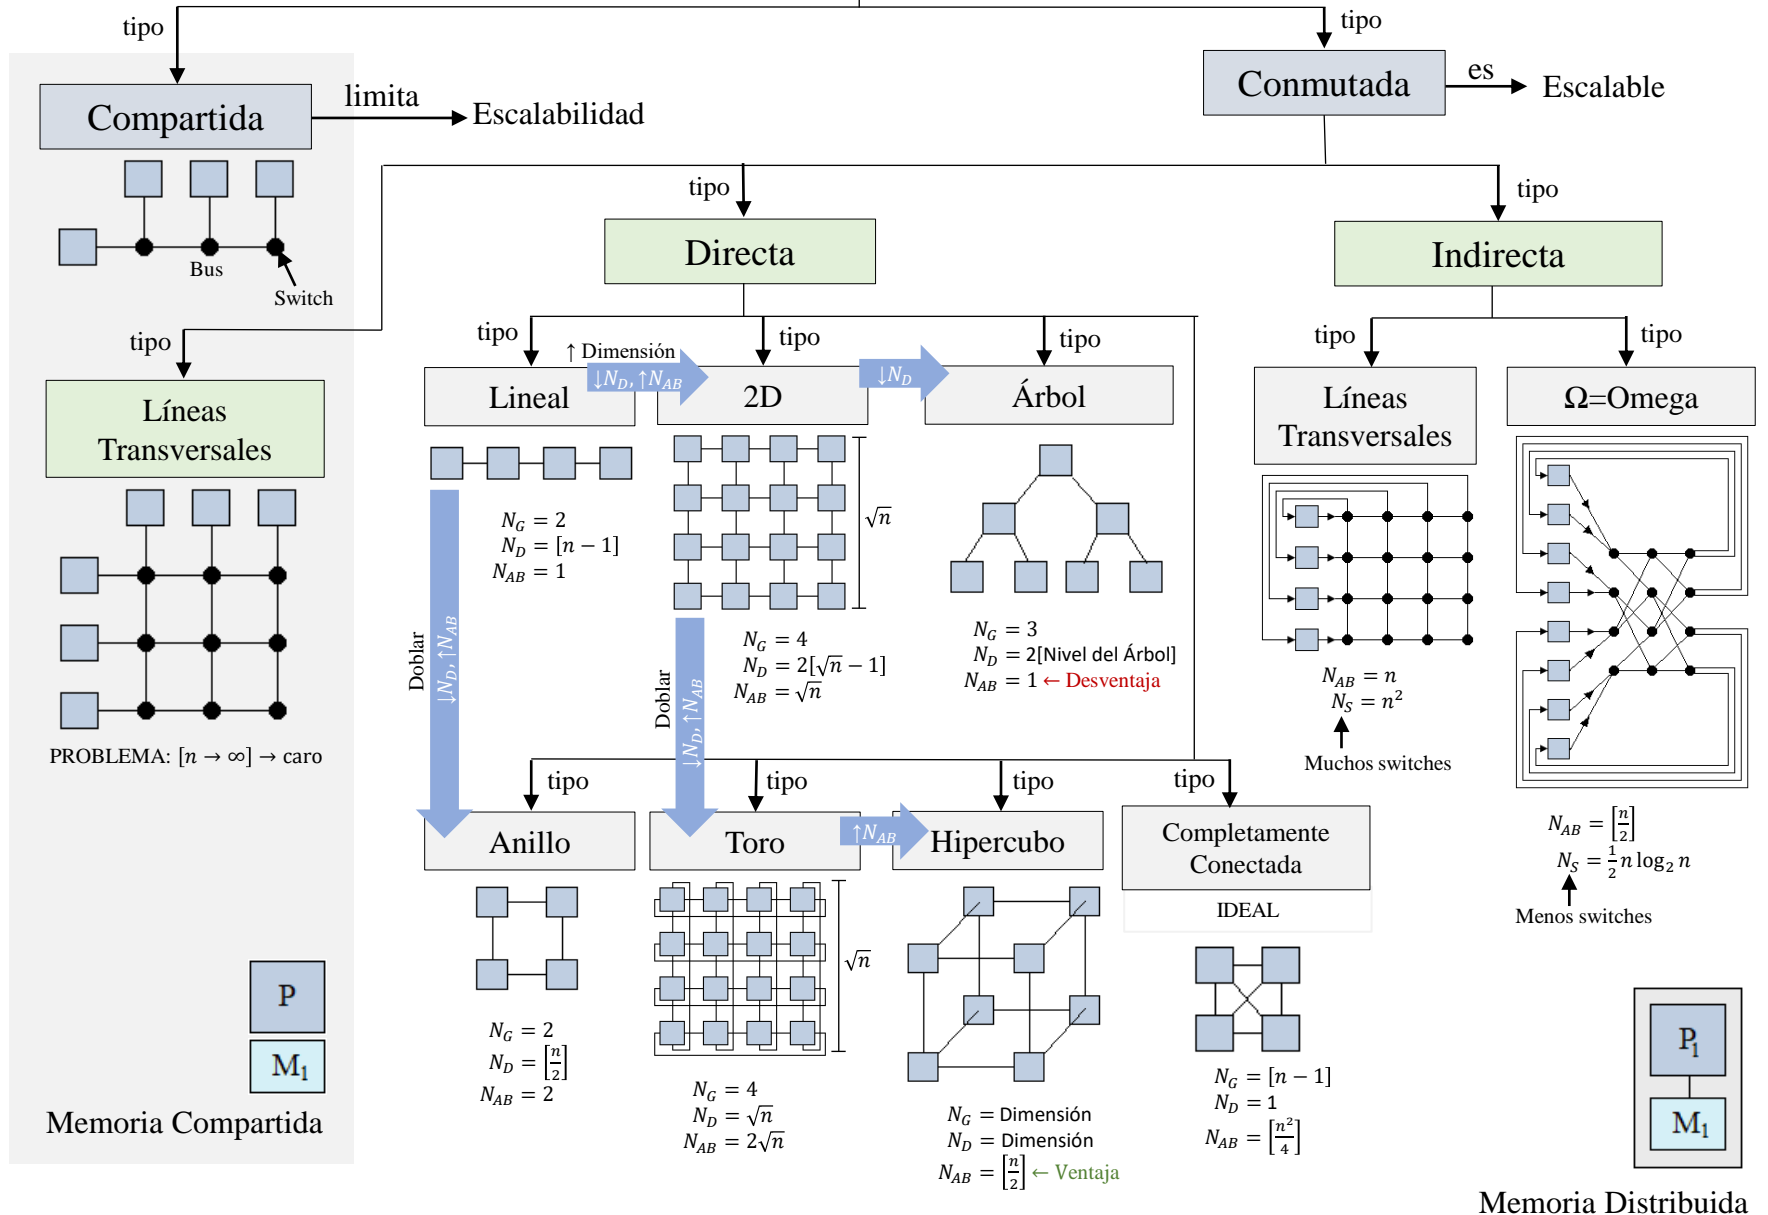 tipo
tipo
Compartida
limita
Escalabilidad
Conmutada
es
Escalable
Bus
Switch
tipo
Líneas
Transversales
PROBLEMA: [n → ∞] → caro
P
M₁
Memoria Compartida
tipo
Directa
tipo
Indirecta
tipo
↑ Dimensión
↓N_D, ↑N_AB
tipo
↓N_D
tipo
Lineal
2D
Árbol
N_G = 2
N_D = [n − 1]
N_AB = 1
√n
N_G = 4
N_D = 2[√n − 1]
N_AB = √n
N_G = 3
N_D = 2[Nivel del Árbol]
N_AB = 1 ← Desventaja
Doblar
↓N_D, ↑N_AB
Doblar
↓N_D, ↑N_AB
tipo
tipo
tipo
tipo
Anillo
Toro
↑N_AB
Hipercubo
Completamente
Conectada
IDEAL
N_G = 2
N_D = [n/2]
N_AB = 2
√n
N_G = 4
N_D = √n
N_AB = 2√n
N_G = Dimensión
N_D = Dimensión
N_AB = [n/2] ← Ventaja
N_G = [n − 1]
N_D = 1
N_AB = [n²/4]
tipo
tipo
Líneas
Transversales
Ω=Omega
N_AB = n
N_S = n²
Muchos switches
N_AB = [n/2]
N_S = ½ n log₂ n
Menos switches
P₁
M₁
Memoria Distribuida